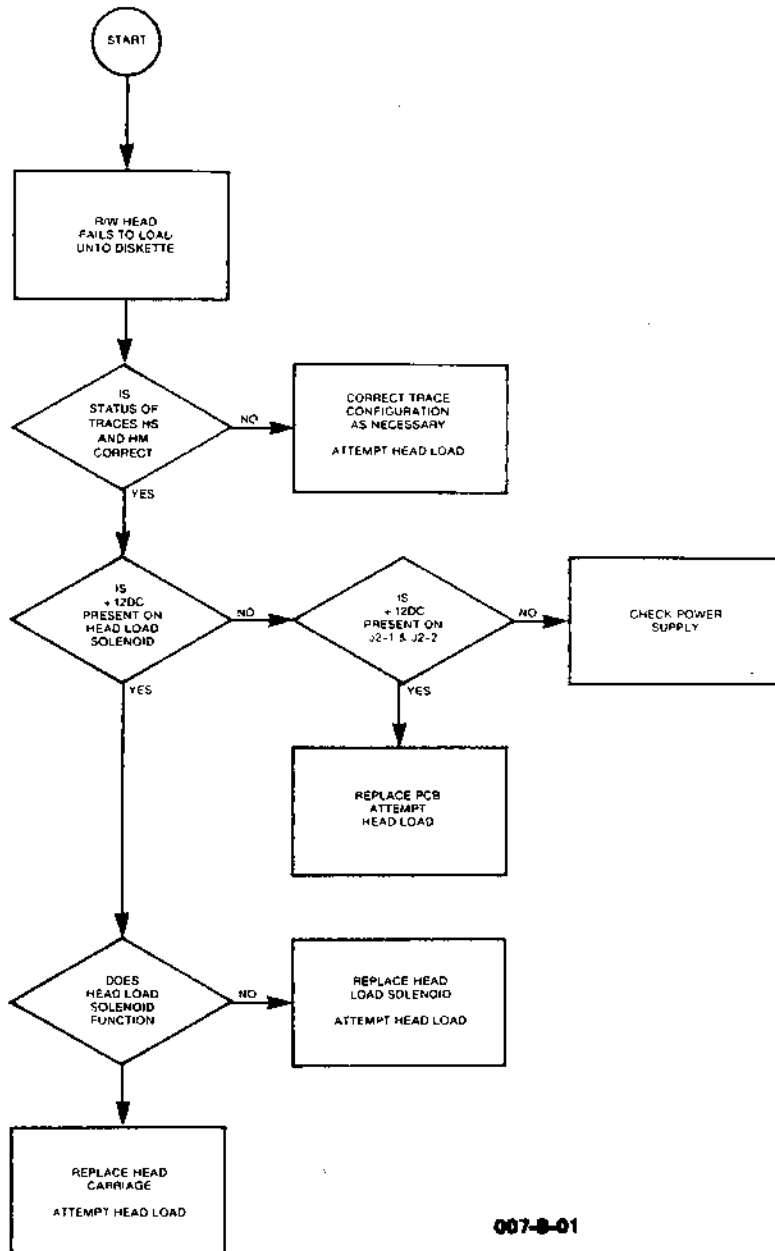 START
R/W HEAD
FAILS TO LOAD
UNTO DISKETTE
IS
STATUS OF
TRACES HS
AND HM
CORRECT
NO
CORRECT TRACE
CONFIGURATION
AS NECESSARY
ATTEMPT HEAD LOAD
YES
IS
+ 12DC
PRESENT ON
HEAD LOAD
SOLENOID
NO
IS
+ 12DC
PRESENT ON
J2-1 & J2-2
NO
CHECK POWER
SUPPLY
YES
YES
REPLACE PCB
ATTEMPT
HEAD LOAD
DOES
HEAD LOAD
SOLENOID
FUNCTION
NO
REPLACE HEAD
LOAD SOLENOID
ATTEMPT HEAD LOAD
REPLACE HEAD
CARRIAGE
ATTEMPT HEAD LOAD
007-8-01